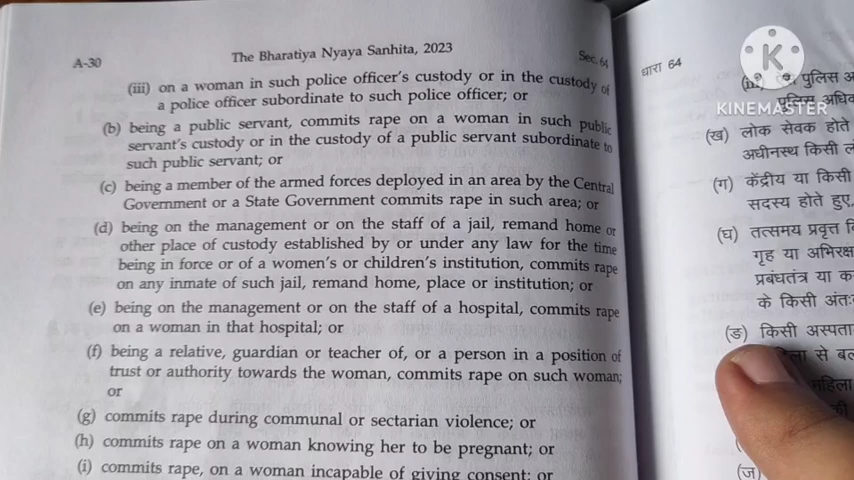 A-30
The Bharatiya Nyaya Sanhita, 2023
Sec. 64
(iii) on a woman in such police officer's custody or in the custody of
a police officer subordinate to such police officer; or
(b) being a public servant, commits rape on a woman in such public
servant's custody or in the custody of a public servant subordinate to
such public servant; or
(c) being a member of the armed forces deployed in an area by the Central
Government or a State Government commits rape in such area; or
(d) being on the management or on the staff of a jail, remand home or
other place of custody established by or under any law for the time
being in force or of a women's or children's institution, commits rape
on any inmate of such jail, remand home, place or institution; or
(e) being on the management or on the staff of a hospital, commits rape
on a woman in that hospital; or
(f) being a relative, guardian or teacher of, or a person in a position of
trust or authority towards the woman, commits rape on such woman;
or
(g) commits rape during communal or sectarian violence; or
(h) commits rape on a woman knowing her to be pregnant; or
(i) commits rape, on a woman incapable of giving consent; or
धारा 64
पुलिस
पुलिस
(ख) लोक सेवक होते
अधीनस्थ किसी
(ग) केंद्रीय या किसी
सदस्य होते हुए,
(घ) तत्समय प्रवृत्त
गृह या
प्रबंधतंत्र या
के किसी
(ङ) किसी
से
महिला
की
(ज)
K
KINEMASTER